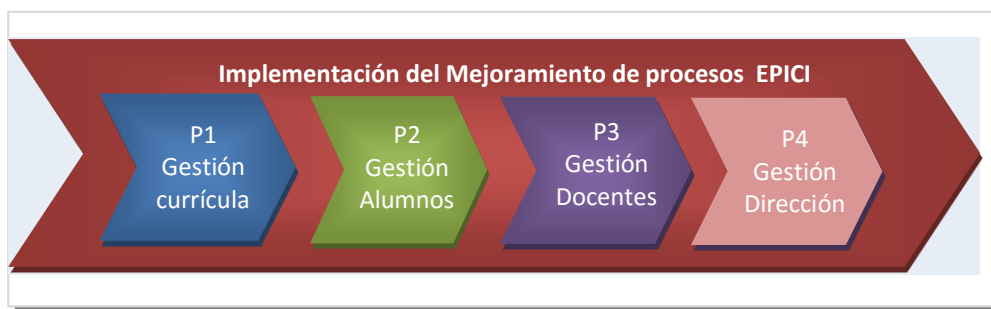 Implementación del Mejoramiento de procesos EPICI
P1
Gestión
currícula
P2
Gestión
Alumnos
P3
Gestión
Docentes
P4
Gestión
Dirección